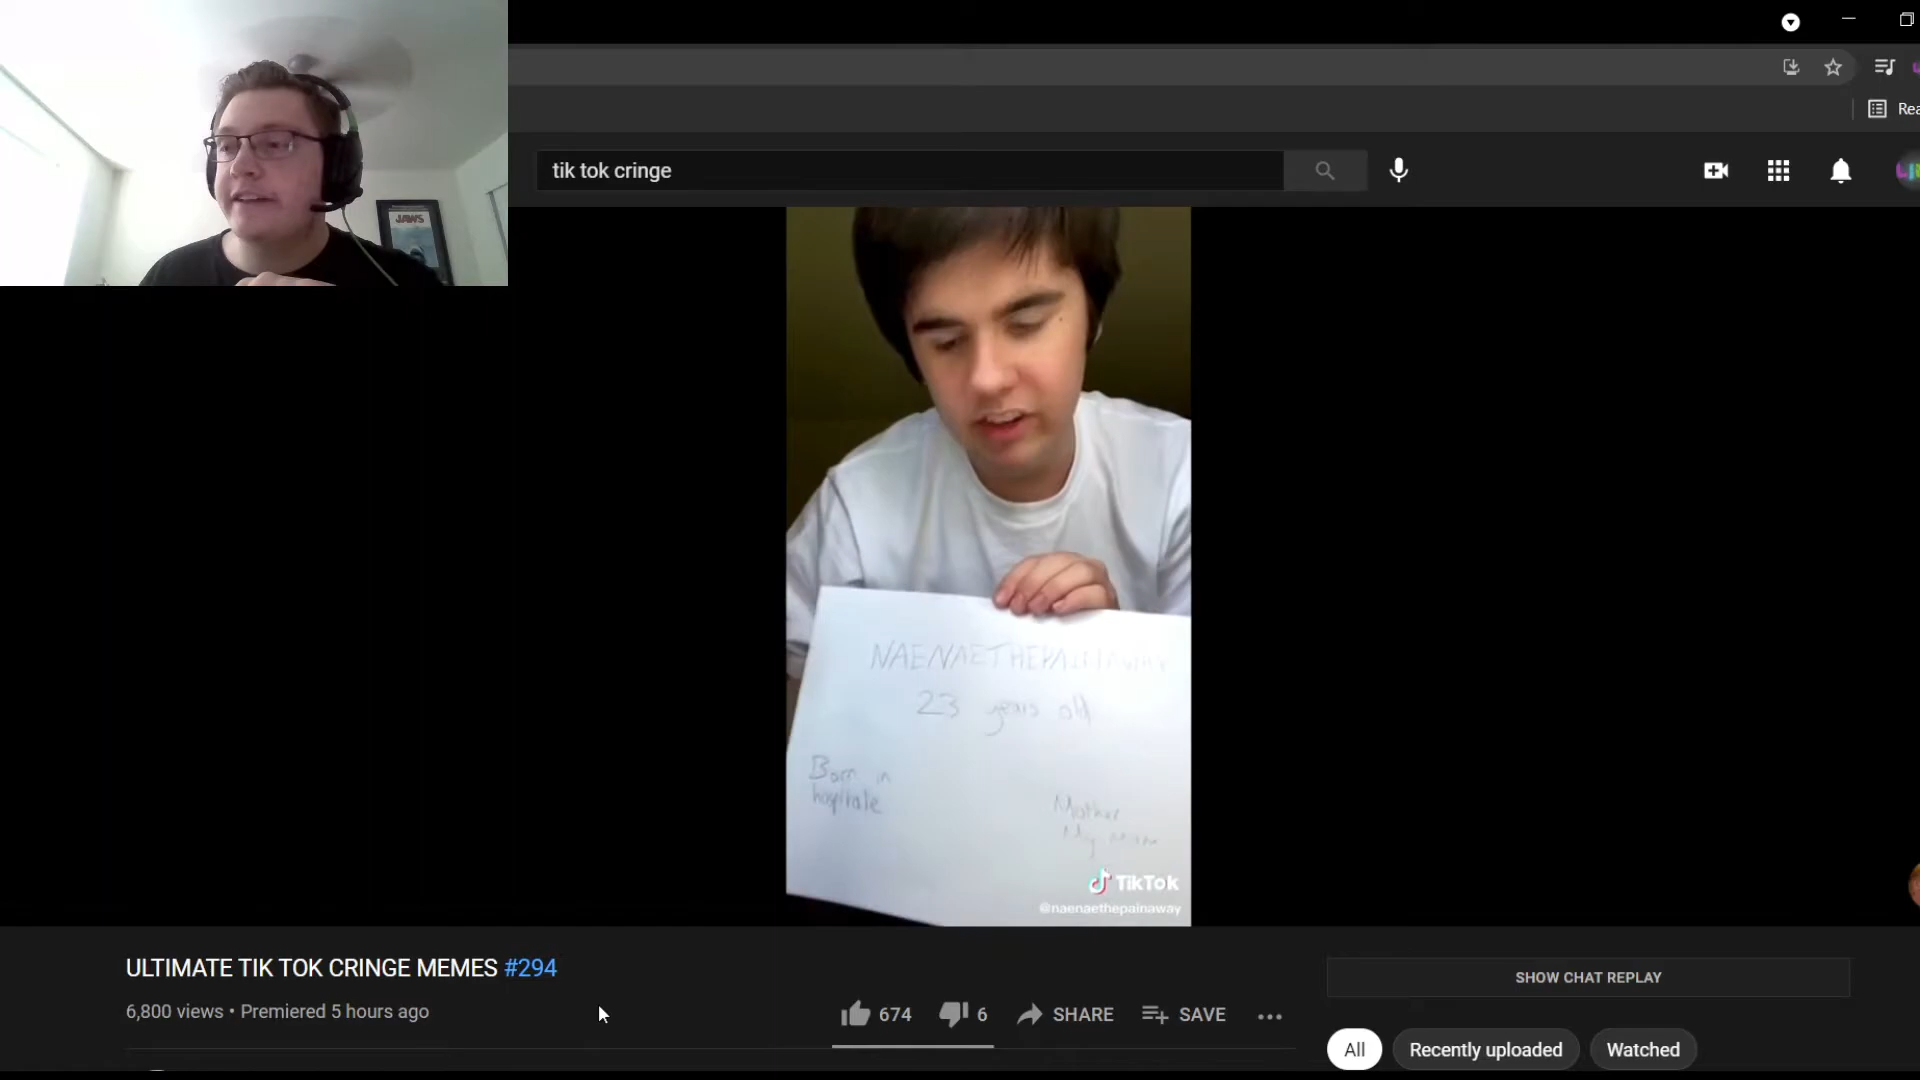 Rea
JAWS
tik tok cringe
NAENAETHEPAINAWAY
23 years old
Born in
hospitale
Mother
My mom
TikTok
@naenaethepainaway
ULTIMATE TIK TOK CRINGE MEMES #294
6,800 views • Premiered 5 hours ago
674
6
SHARE
SAVE
SHOW CHAT REPLAY
All
Recently uploaded
Watched